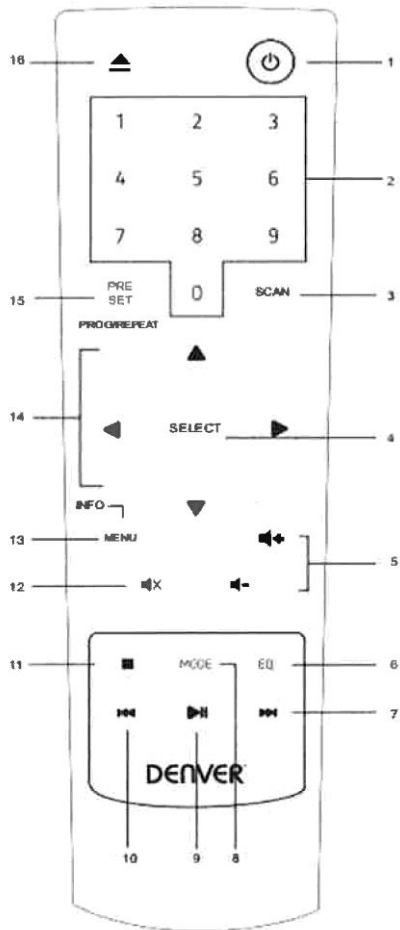 16 1
1 2 3
4 5 6 2
7 8 9
15 PRE SET 0 SCAN 3
PROG/REPEAT
14
SELECT 4
INFO
13 MENU
5
12
11 MODE EQ 6
7
DENVER
10 9 8